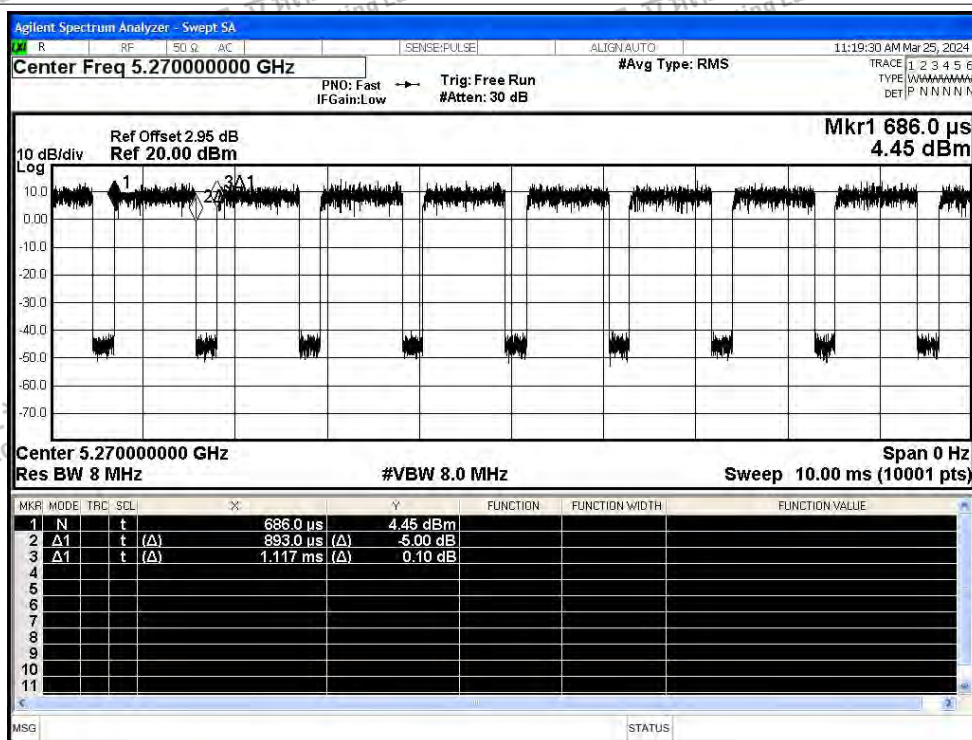 Agilent Spectrum Analyzer - Swept SA
R RF 50 Ω AC SENSE:PULSE ALIGNAUTO 11:19:30 AM Mar 25, 2024
Center Freq 5.270000000 GHz #Avg Type: RMS TRACE 1 2 3 4 5 6
PNO: Fast Trig: Free Run TYPE
IFGain:Low #Atten: 30 dB DET P N N N N N
Mkr1 686.0 µs
4.45 dBm
Ref Offset 2.95 dB
10 dB/div Ref 20.00 dBm
Log
10.0
0.00
-10.0
-20.0
-30.0
-40.0
-50.0
-60.0
-70.0
1
2Δ1
3Δ1
Center 5.270000000 GHz Span 0 Hz
Res BW 8 MHz #VBW 8.0 MHz Sweep 10.00 ms (10001 pts)
MKR MODE TRC SCL X Y FUNCTION FUNCTION WIDTH FUNCTION VALUE
1 N t 686.0 µs 4.45 dBm
2 Δ1 t (Δ) 893.0 µs (Δ) -5.00 dB
3 Δ1 t (Δ) 1.117 ms (Δ) 0.10 dB
4
5
6
7
8
9
10
11
MSG STATUS